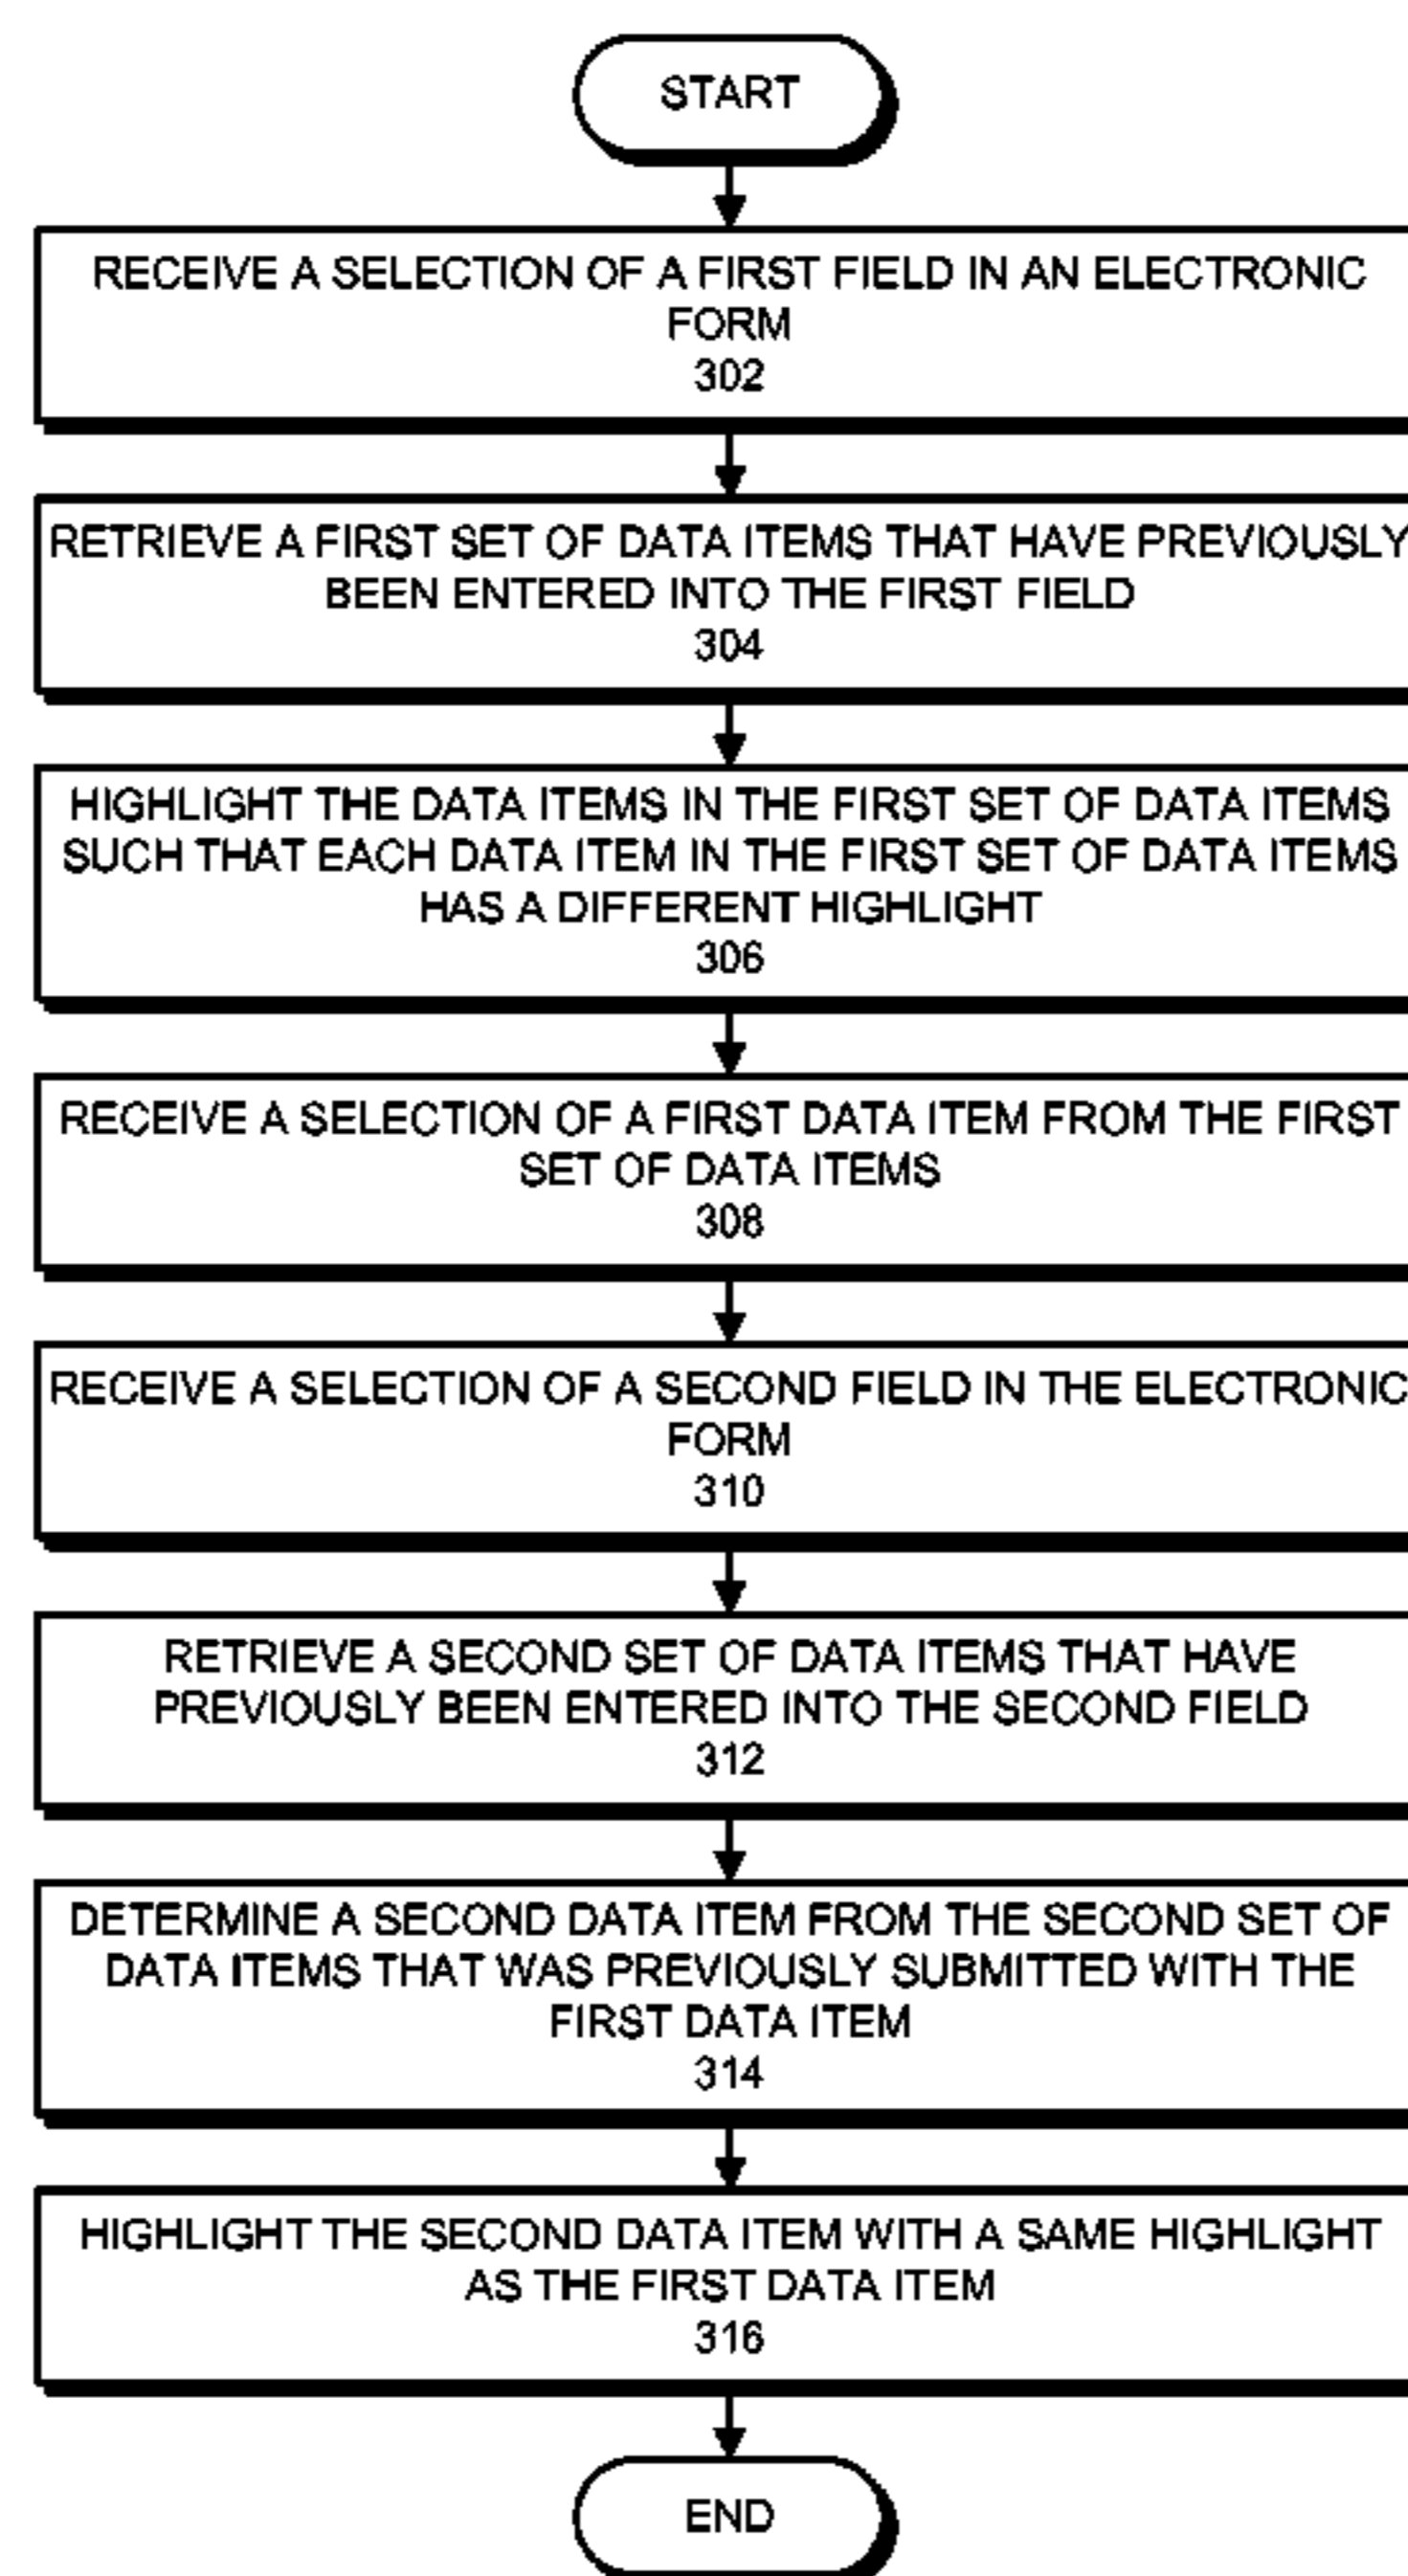 START
RECEIVE A SELECTION OF A FIRST FIELD IN AN ELECTRONIC
FORM
302
RETRIEVE A FIRST SET OF DATA ITEMS THAT HAVE PREVIOUSLY
BEEN ENTERED INTO THE FIRST FIELD
304
HIGHLIGHT THE DATA ITEMS IN THE FIRST SET OF DATA ITEMS
SUCH THAT EACH DATA ITEM IN THE FIRST SET OF DATA ITEMS
HAS A DIFFERENT HIGHLIGHT
306
RECEIVE A SELECTION OF A FIRST DATA ITEM FROM THE FIRST
SET OF DATA ITEMS
308
RECEIVE A SELECTION OF A SECOND FIELD IN THE ELECTRONIC
FORM
310
RETRIEVE A SECOND SET OF DATA ITEMS THAT HAVE
PREVIOUSLY BEEN ENTERED INTO THE SECOND FIELD
312
DETERMINE A SECOND DATA ITEM FROM THE SECOND SET OF
DATA ITEMS THAT WAS PREVIOUSLY SUBMITTED WITH THE
FIRST DATA ITEM
314
HIGHLIGHT THE SECOND DATA ITEM WITH A SAME HIGHLIGHT
AS THE FIRST DATA ITEM
316
END